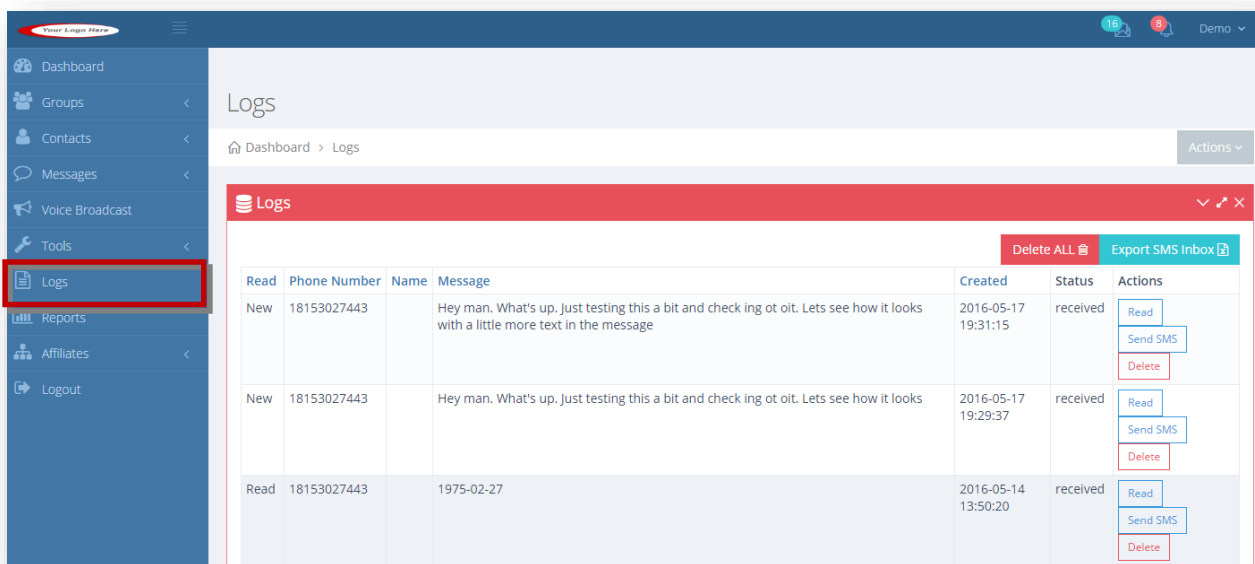 Your Logo Here
16
8
Demo
Dashboard
Groups
Contacts
Messages
Voice Broadcast
Tools
Logs
Reports
Affiliates
Logout
Logs
Dashboard > Logs
Actions
Logs
Delete ALL
Export SMS Inbox
Read Phone Number Name Message Created Status Actions
New 18153027443 Hey man. What's up. Just testing this a bit and check ing ot oit. Lets see how it looks 2016-05-17 received Read
with a little more text in the message 19:31:15
Send SMS
Delete
New 18153027443 Hey man. What's up. Just testing this a bit and check ing ot oit. Lets see how it looks 2016-05-17 received Read
19:29:37
Send SMS
Delete
Read 18153027443 1975-02-27 2016-05-14 received Read
13:50:20
Send SMS
Delete